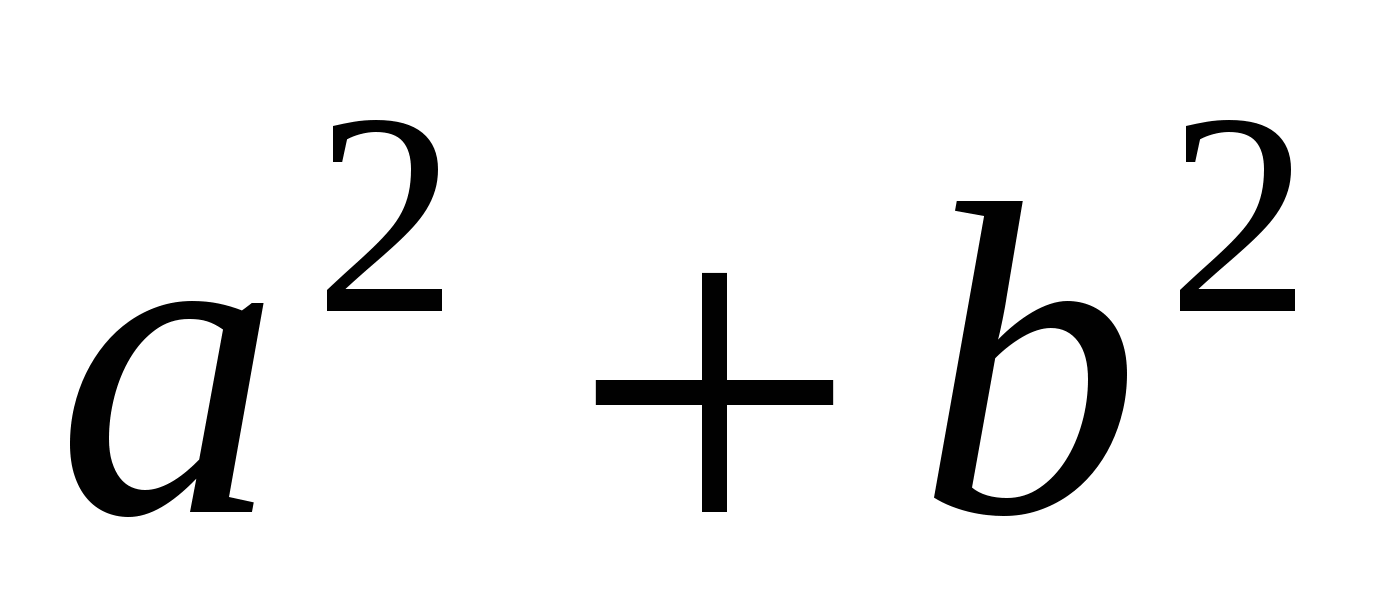 a² + b²